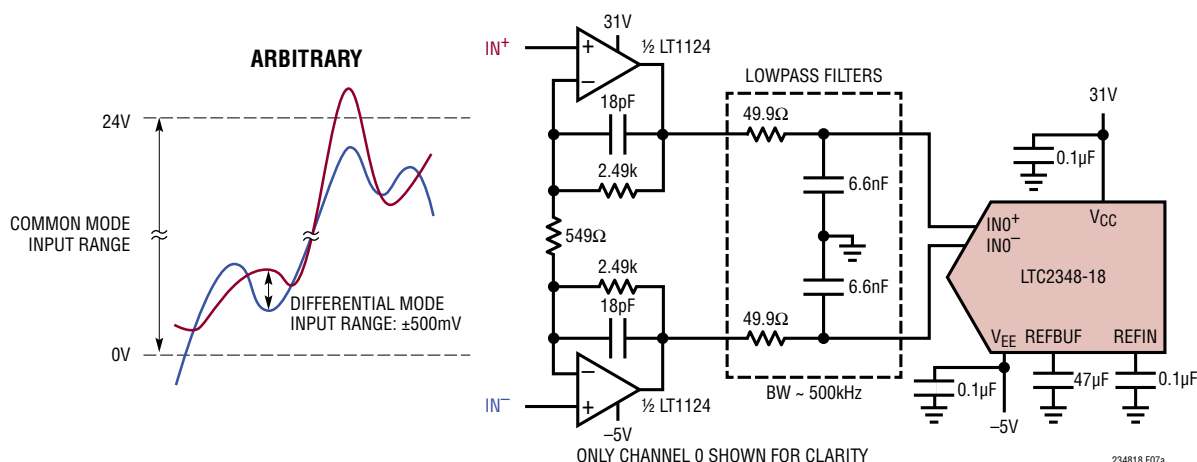 ARBITRARY
24V
COMMON MODE
INPUT RANGE
0V
DIFFERENTIAL MODE
INPUT RANGE: ±500mV
IN+
+
–
31V
½ LT1124
18pF
2.49k
549Ω
2.49k
18pF
IN–
–
+
½ LT1124
–5V
LOWPASS FILTERS
49.9Ω
6.6nF
6.6nF
49.9Ω
BW ~ 500kHz
31V
0.1µF
VCC
IN0+
IN0–
LTC2348-18
VEE
REFBUF
REFIN
0.1µF
–5V
47µF
0.1µF
ONLY CHANNEL 0 SHOWN FOR CLARITY
234818 F07a